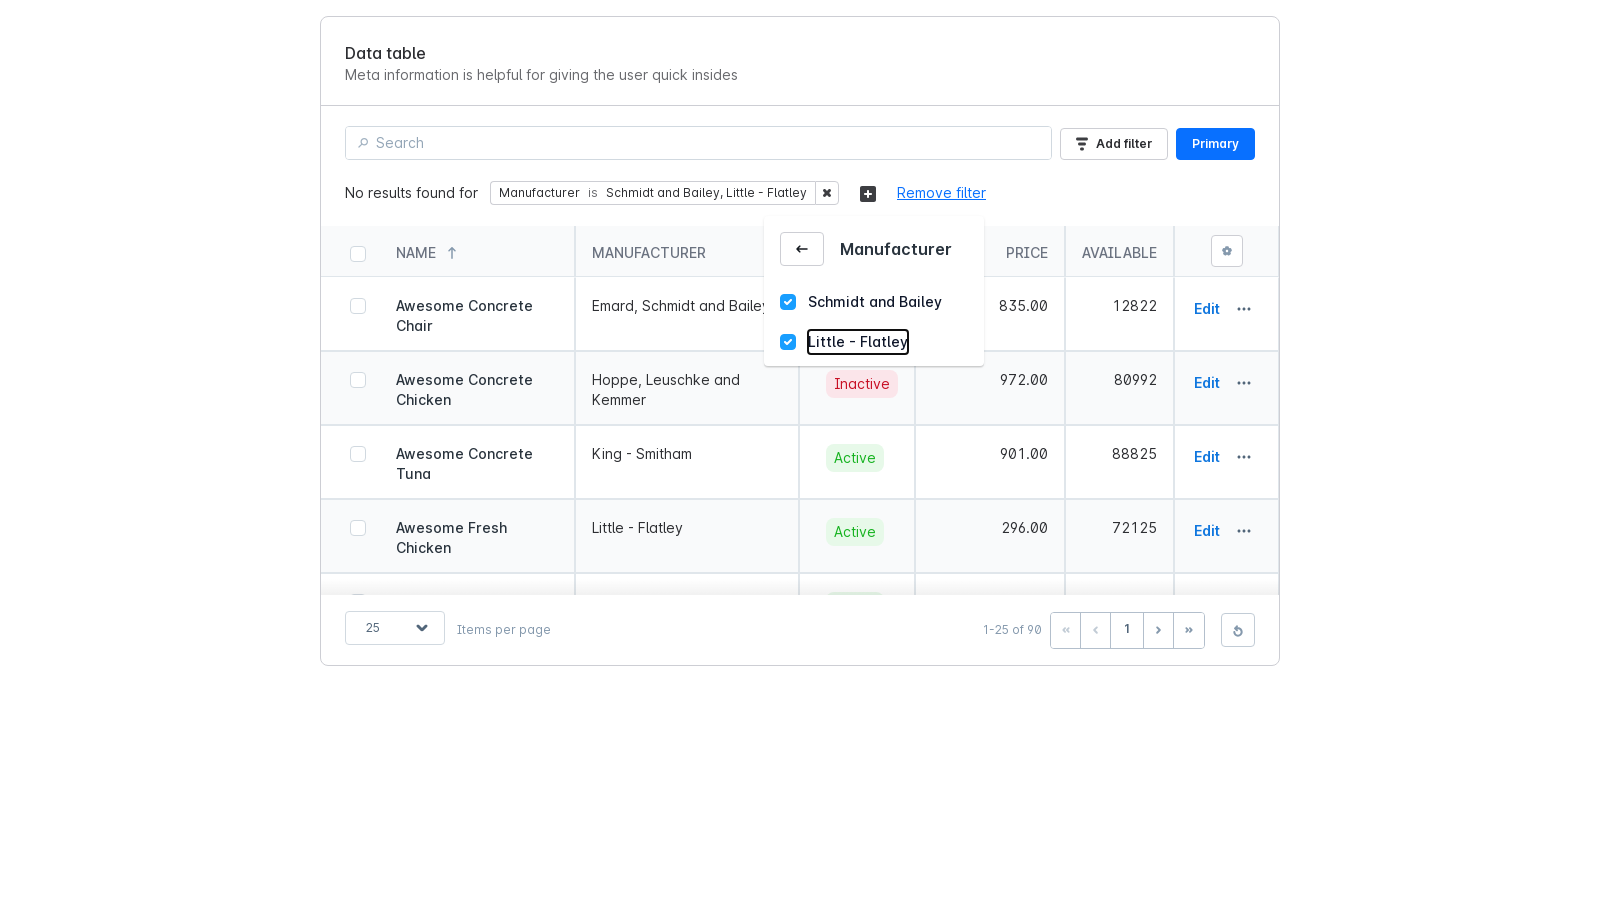 Data table
Meta information is helpful for giving the user quick insides
Search
Add filter
Primary
No results found for
Manufacturer is Schmidt and Bailey, Little - Flatley
Remove filter
NAME
MANUFACTURER
PRICE
AVAILABLE
Manufacturer
Schmidt and Bailey
Little - Flatley
Awesome Concrete
Chair
Emard, Schmidt and Bailey
835.00
12822
Edit
Awesome Concrete
Chicken
Hoppe, Leuschke and
Kemmer
Inactive
972.00
80992
Edit
Awesome Concrete
Tuna
King - Smitham
Active
901.00
88825
Edit
Awesome Fresh
Chicken
Little - Flatley
Active
296.00
72125
Edit
25
Items per page
1-25 of 90
« ‹ 1 › »